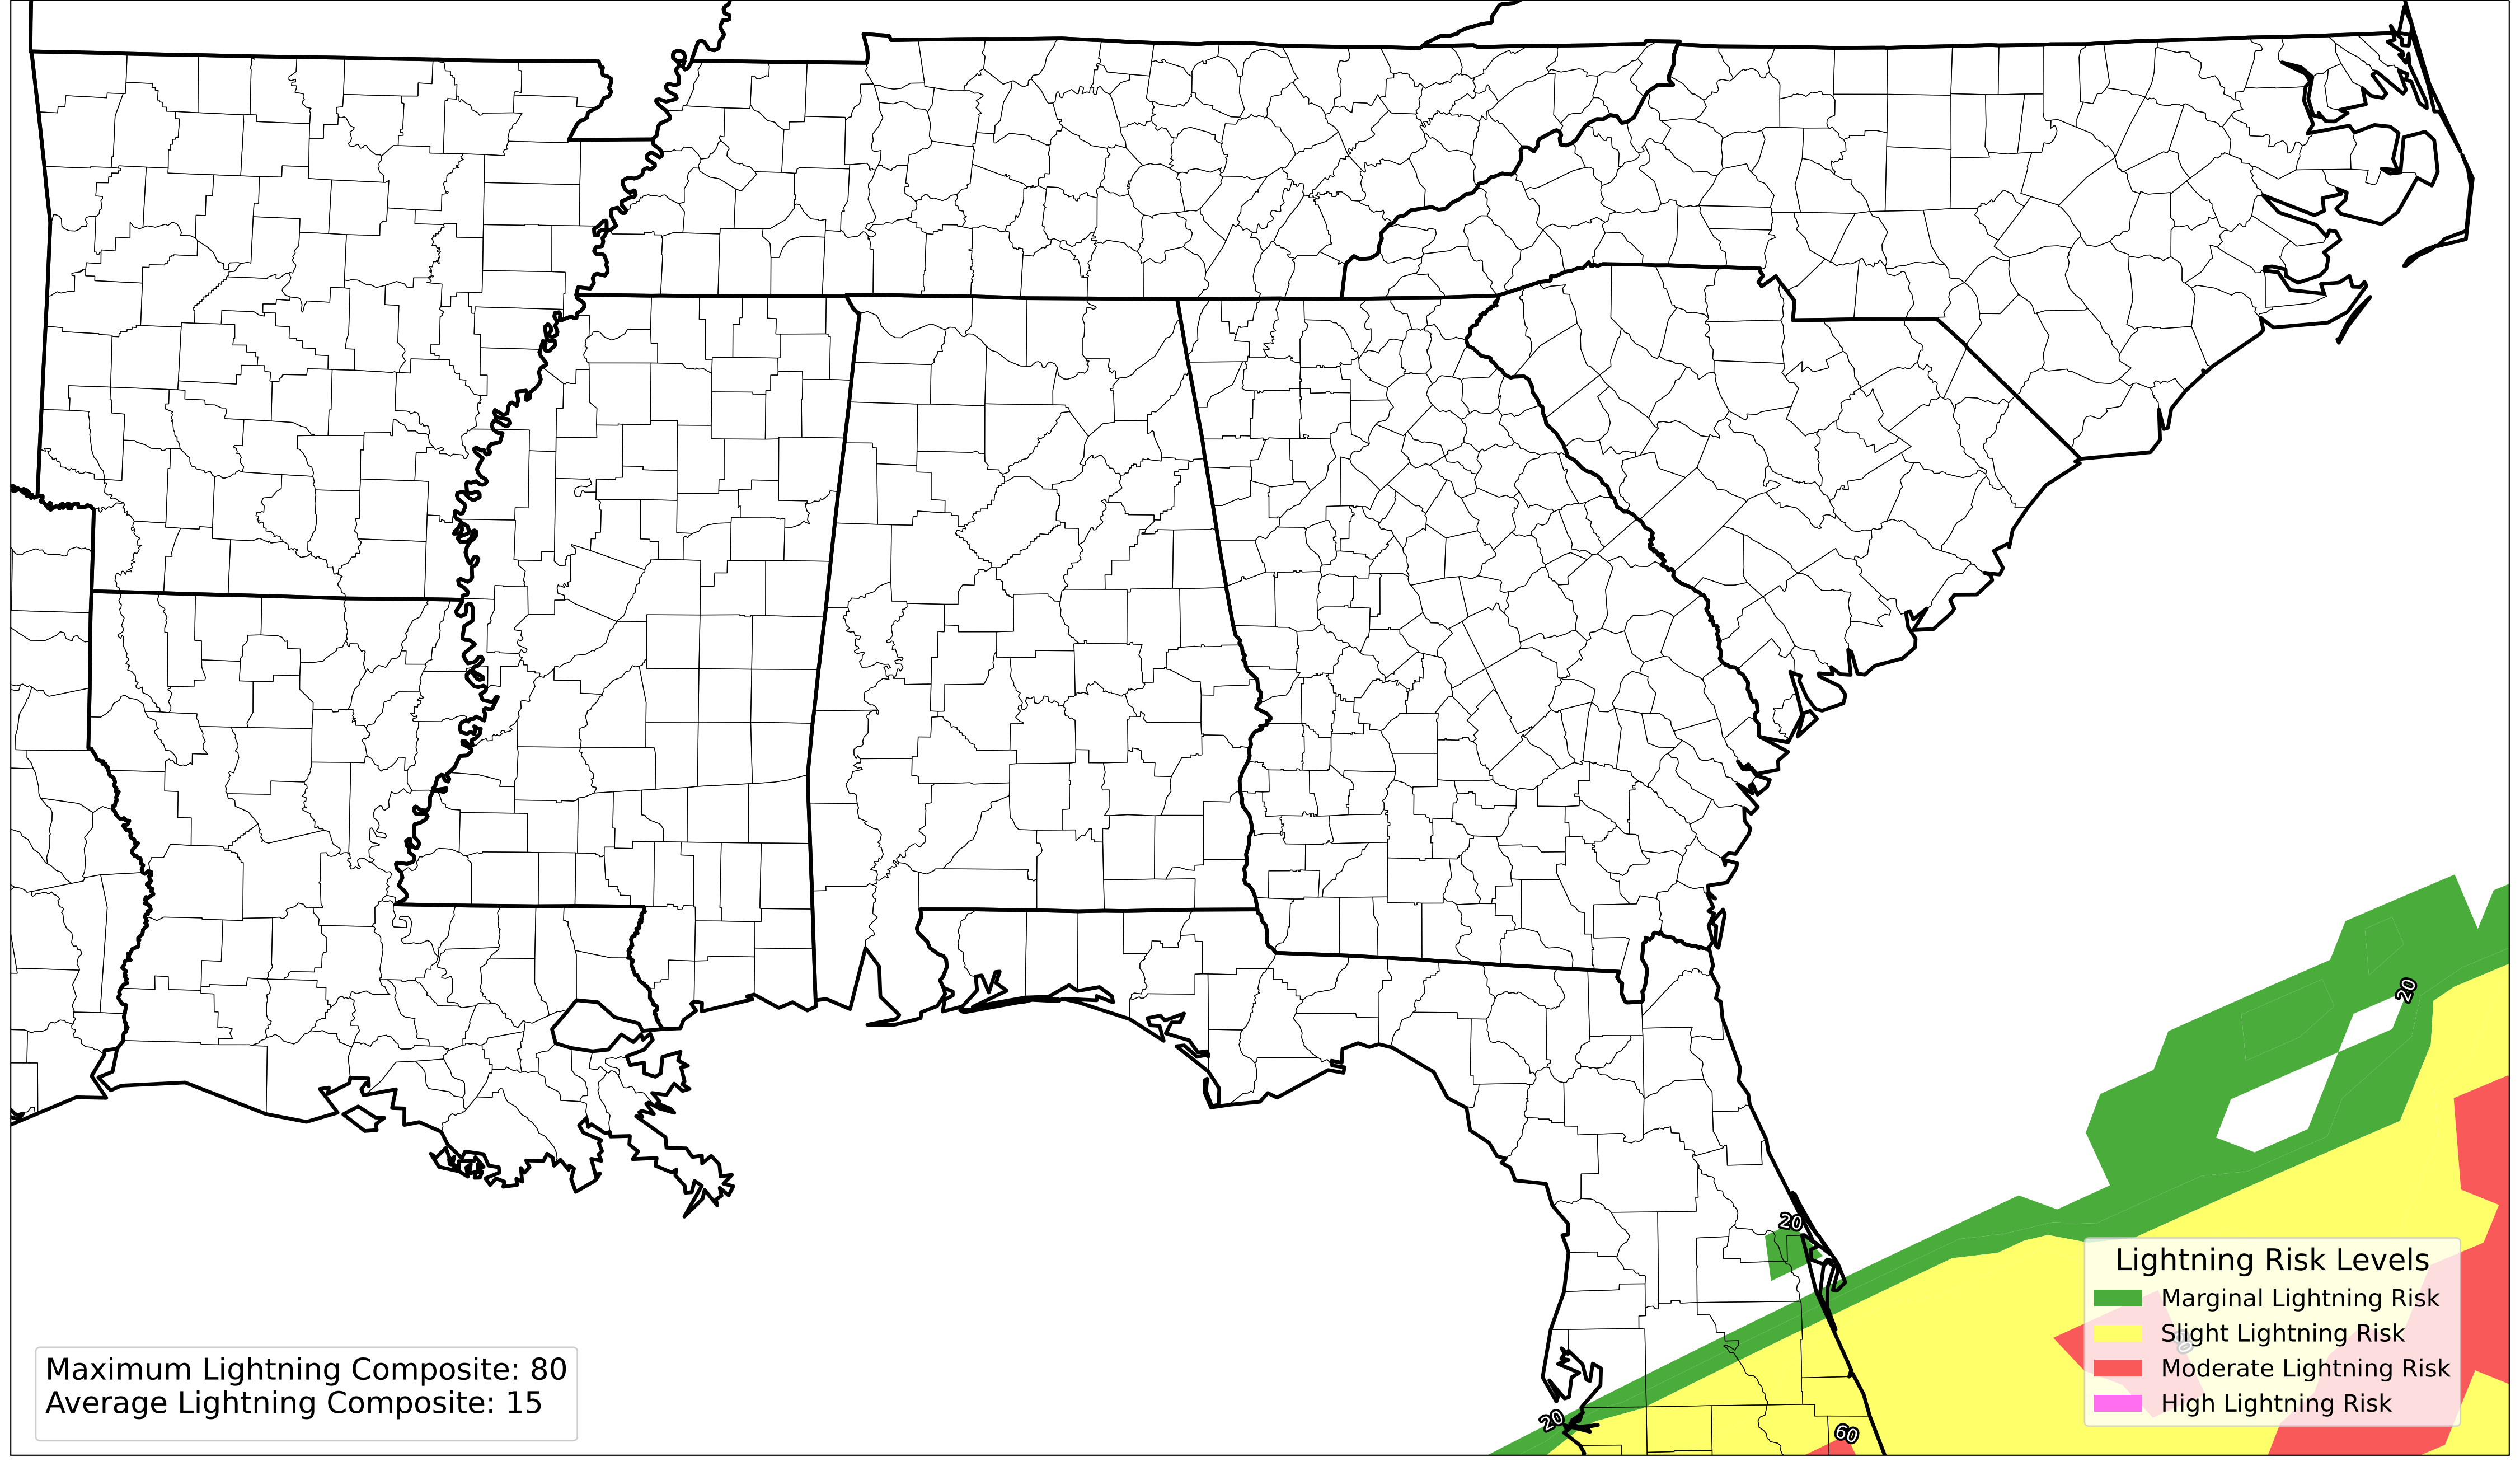 20
20
Lightning Risk Levels
Marginal Lightning Risk
Slight Lightning Risk
Moderate Lightning Risk
High Lightning Risk
Maximum Lightning Composite: 80
Average Lightning Composite: 15
20
60